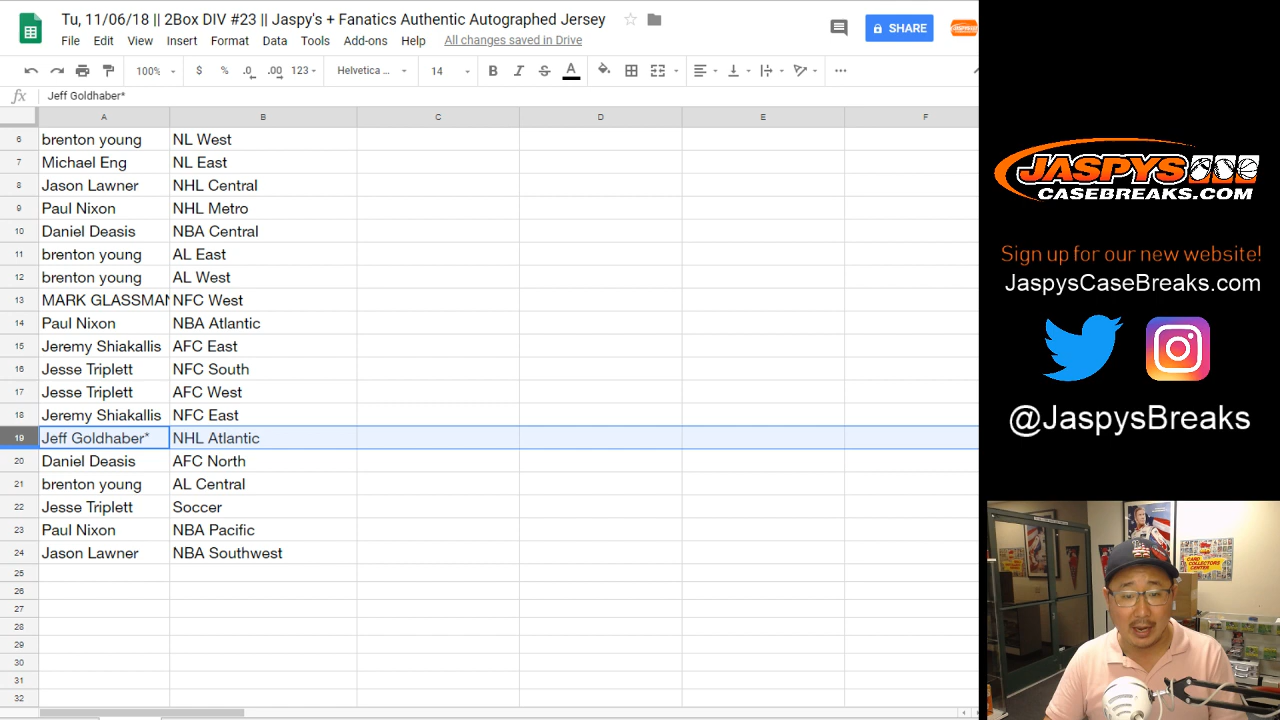 Tu, 11/06/18 || 2Box DIV #23 || Jaspy's + Fanatics Authentic Autographed Jersey
File Edit View Insert Format Data Tools Add-ons Help All changes saved in Drive
SHARE
100% $ % .0 .00 123 Helvetica ... 14 B I S A
fx Jeff Goldhaber*
A B C D E F
6 brenton young NL West
7 Michael Eng NL East
8 Jason Lawner NHL Central
9 Paul Nixon NHL Metro
10 Daniel Deasis NBA Central
11 brenton young AL East
12 brenton young AL West
13 MARK GLASSMAN NFC West
14 Paul Nixon NBA Atlantic
15 Jeremy Shiakallis AFC East
16 Jesse Triplett NFC South
17 Jesse Triplett AFC West
18 Jeremy Shiakallis NFC East
19 Jeff Goldhaber* NHL Atlantic
20 Daniel Deasis AFC North
21 brenton young AL Central
22 Jesse Triplett Soccer
23 Paul Nixon NBA Pacific
24 Jason Lawner NBA Southwest
25
26
27
28
29
30
31
32
JASPYS
CASEBREAKS.COM
Sign up for our new website!
JaspysCaseBreaks.com
@JaspysBreaks
topps
CARD
COLLECTORS
CENTER